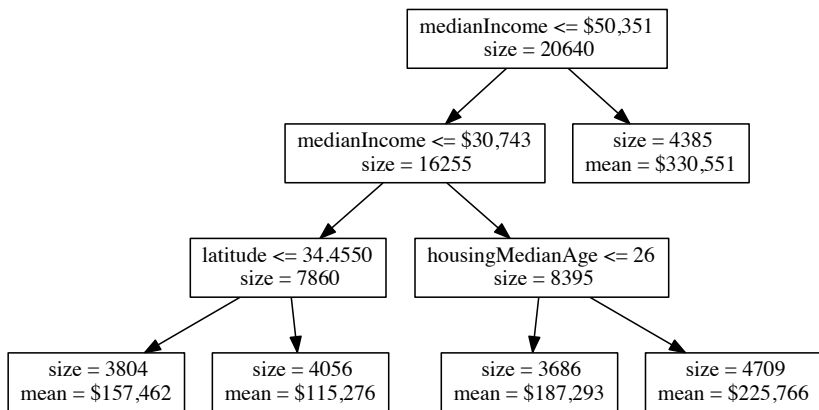 medianIncome <= $50,351
size = 20640
medianIncome <= $30,743
size = 16255
size = 4385
mean = $330,551
latitude <= 34.4550
size = 7860
housingMedianAge <= 26
size = 8395
size = 3804
mean = $157,462
size = 4056
mean = $115,276
size = 3686
mean = $187,293
size = 4709
mean = $225,766